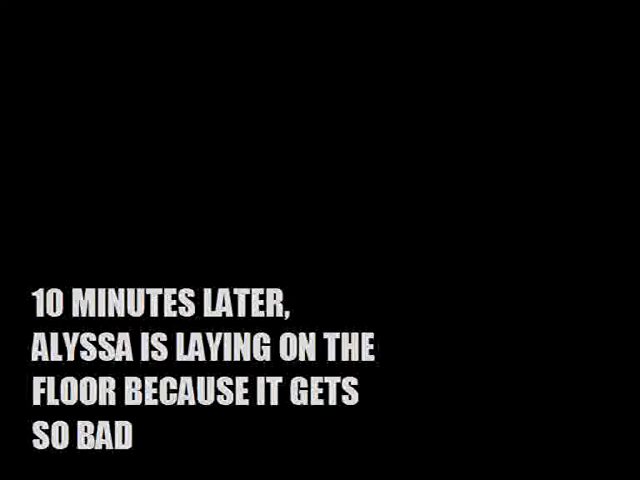 10 MINUTES LATER,
ALYSSA IS LAYING ON THE
FLOOR BECAUSE IT GETS
SO BAD